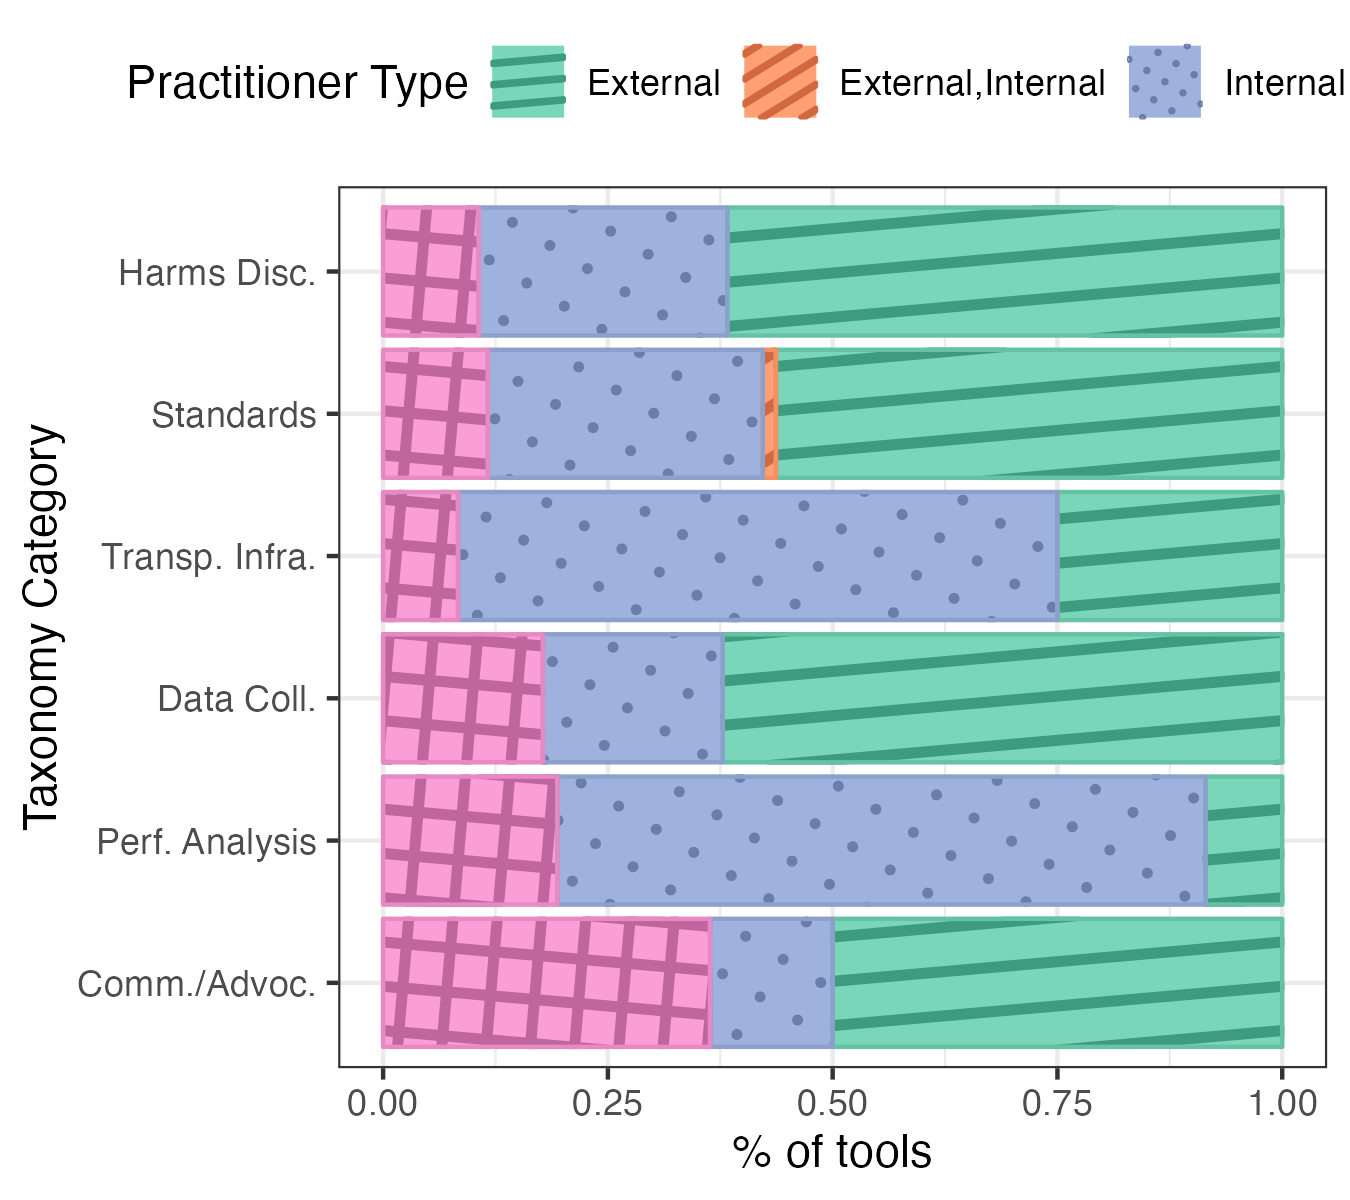 Practitioner Type External External,Internal Internal
Harms Disc.
Standards
Transp. Infra.
Data Coll.
Perf. Analysis
Comm./Advoc.
Taxonomy Category
0.00 0.25 0.50 0.75 1.00
% of tools